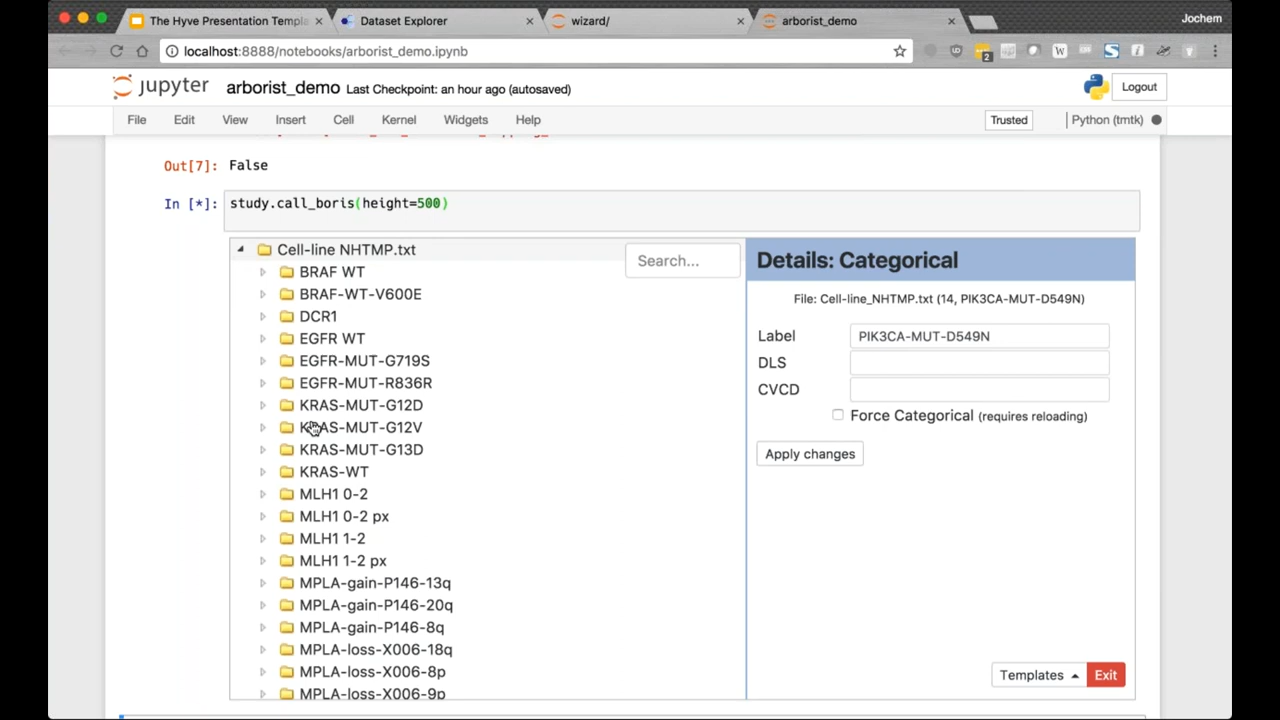 The Hyve Presentation Templ
Dataset Explorer
wizard/
arborist_demo
Jochem
localhost:8888/notebooks/arborist_demo.ipynb
2
jupyter arborist_demo Last Checkpoint: an hour ago (autosaved)
Logout
File Edit View Insert Cell Kernel Widgets Help
Trusted
Python (tmtk)
Out[7]: False
In [*]: study.call_boris(height=500)
Cell-line NHTMP.txt
BRAF WT
BRAF-WT-V600E
DCR1
EGFR WT
EGFR-MUT-G719S
EGFR-MUT-R836R
KRAS-MUT-G12D
KRAS-MUT-G12V
KRAS-MUT-G13D
KRAS-WT
MLH1 0-2
MLH1 0-2 px
MLH1 1-2
MLH1 1-2 px
MPLA-gain-P146-13q
MPLA-gain-P146-20q
MPLA-gain-P146-8q
MPLA-loss-X006-18q
MPLA-loss-X006-8p
MPLA-loss-X006-9p
Search...
Details: Categorical
File: Cell-line_NHTMP.txt (14, PIK3CA-MUT-D549N)
Label PIK3CA-MUT-D549N
DLS
CVCD
Force Categorical (requires reloading)
Apply changes
Templates
Exit